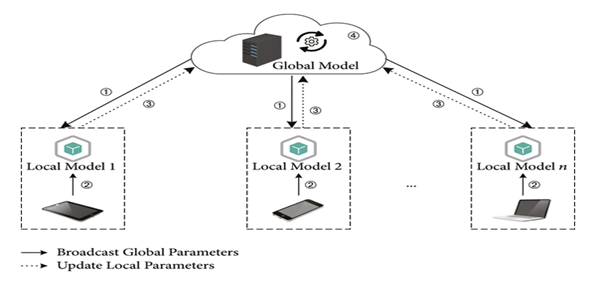 ④
Global Model
① ① ①
③ ③ ③
Local Model 1 Local Model 2 Local Model n
② ② ②
...
Broadcast Global Parameters
Update Local Parameters